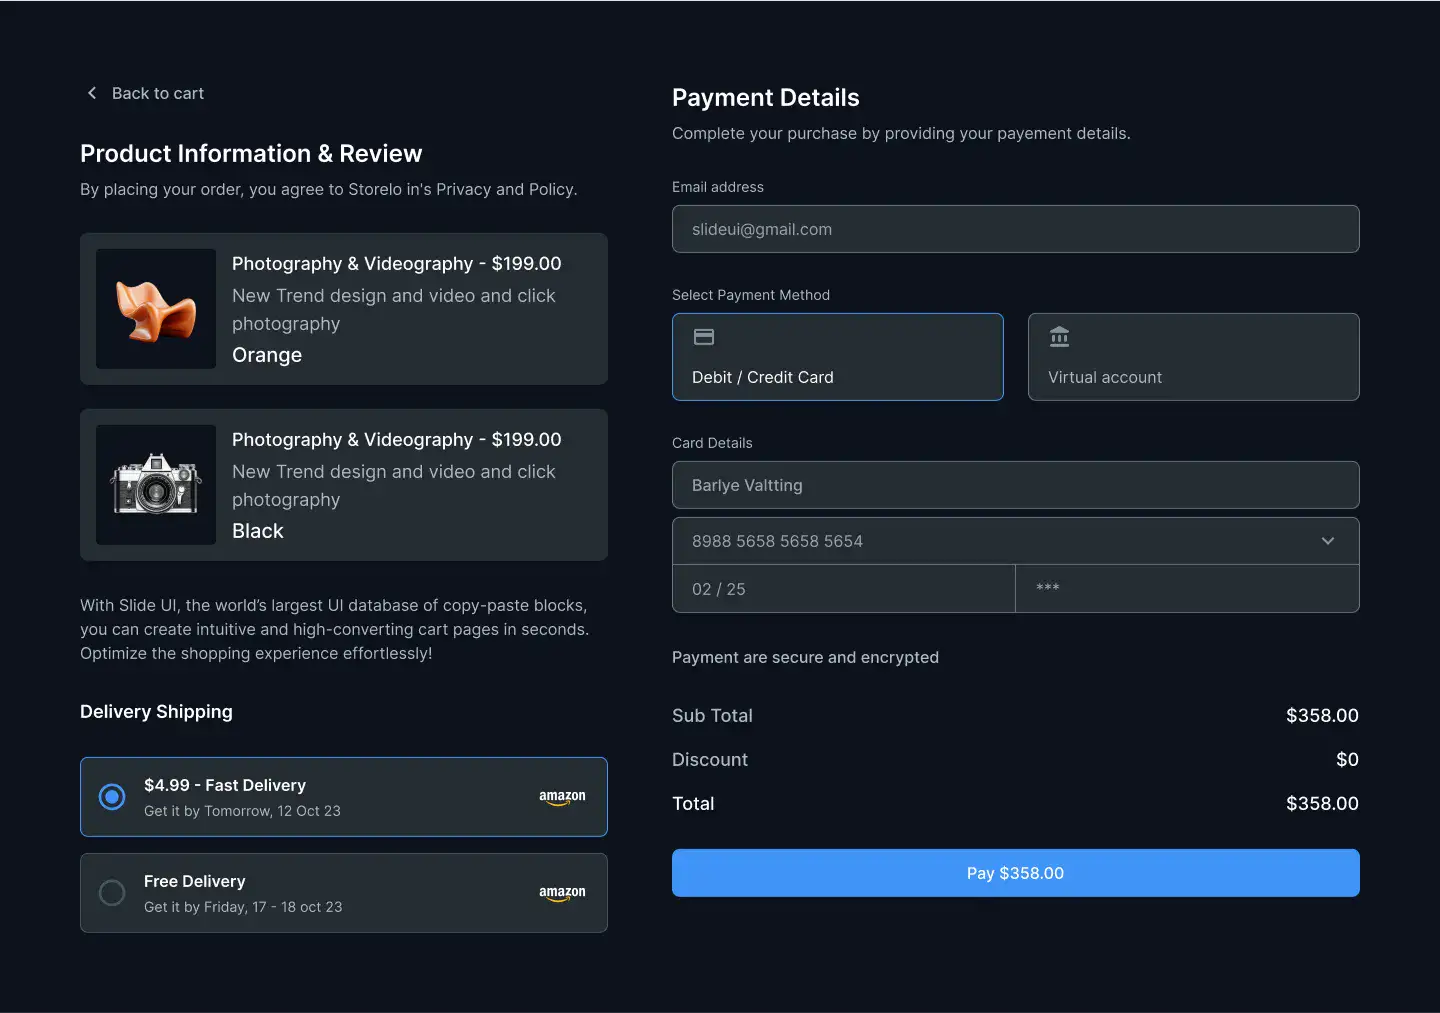 Back to cart
Product Information & Review
By placing your order, you agree to Storelo in's Privacy and Policy.
Photography & Videography - $199.00
New Trend design and video and click
photography
Orange
Photography & Videography - $199.00
New Trend design and video and click
photography
Black
With Slide UI, the world’s largest UI database of copy-paste blocks,
you can create intuitive and high-converting cart pages in seconds.
Optimize the shopping experience effortlessly!
Delivery Shipping
$4.99 - Fast Delivery
Get it by Tomorrow, 12 Oct 23
amazon
Free Delivery
Get it by Friday, 17 - 18 oct 23
amazon
Payment Details
Complete your purchase by providing your payement details.
Email address
slideui@gmail.com
Select Payment Method
Debit / Credit Card
Virtual account
Card Details
Barlye Valtting
8988 5658 5658 5654
02 / 25
***
Payment are secure and encrypted
Sub Total $358.00
Discount $0
Total $358.00
Pay $358.00